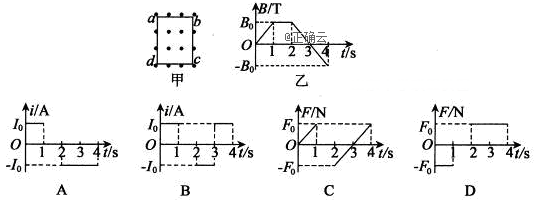 a b
d c
甲
B/T
B₀
@正确云
O 1 2 3 4 t/s
-B₀
乙
i/A
I₀
O 1 2 3 4 t/s
-I₀
A
i/A
I₀
O 1 2 3 4 t/s
-I₀
B
F/N
F₀
O 1 2 3 4 t/s
-F₀
C
F/N
F₀
O 1 2 3 4 t/s
-F₀
D